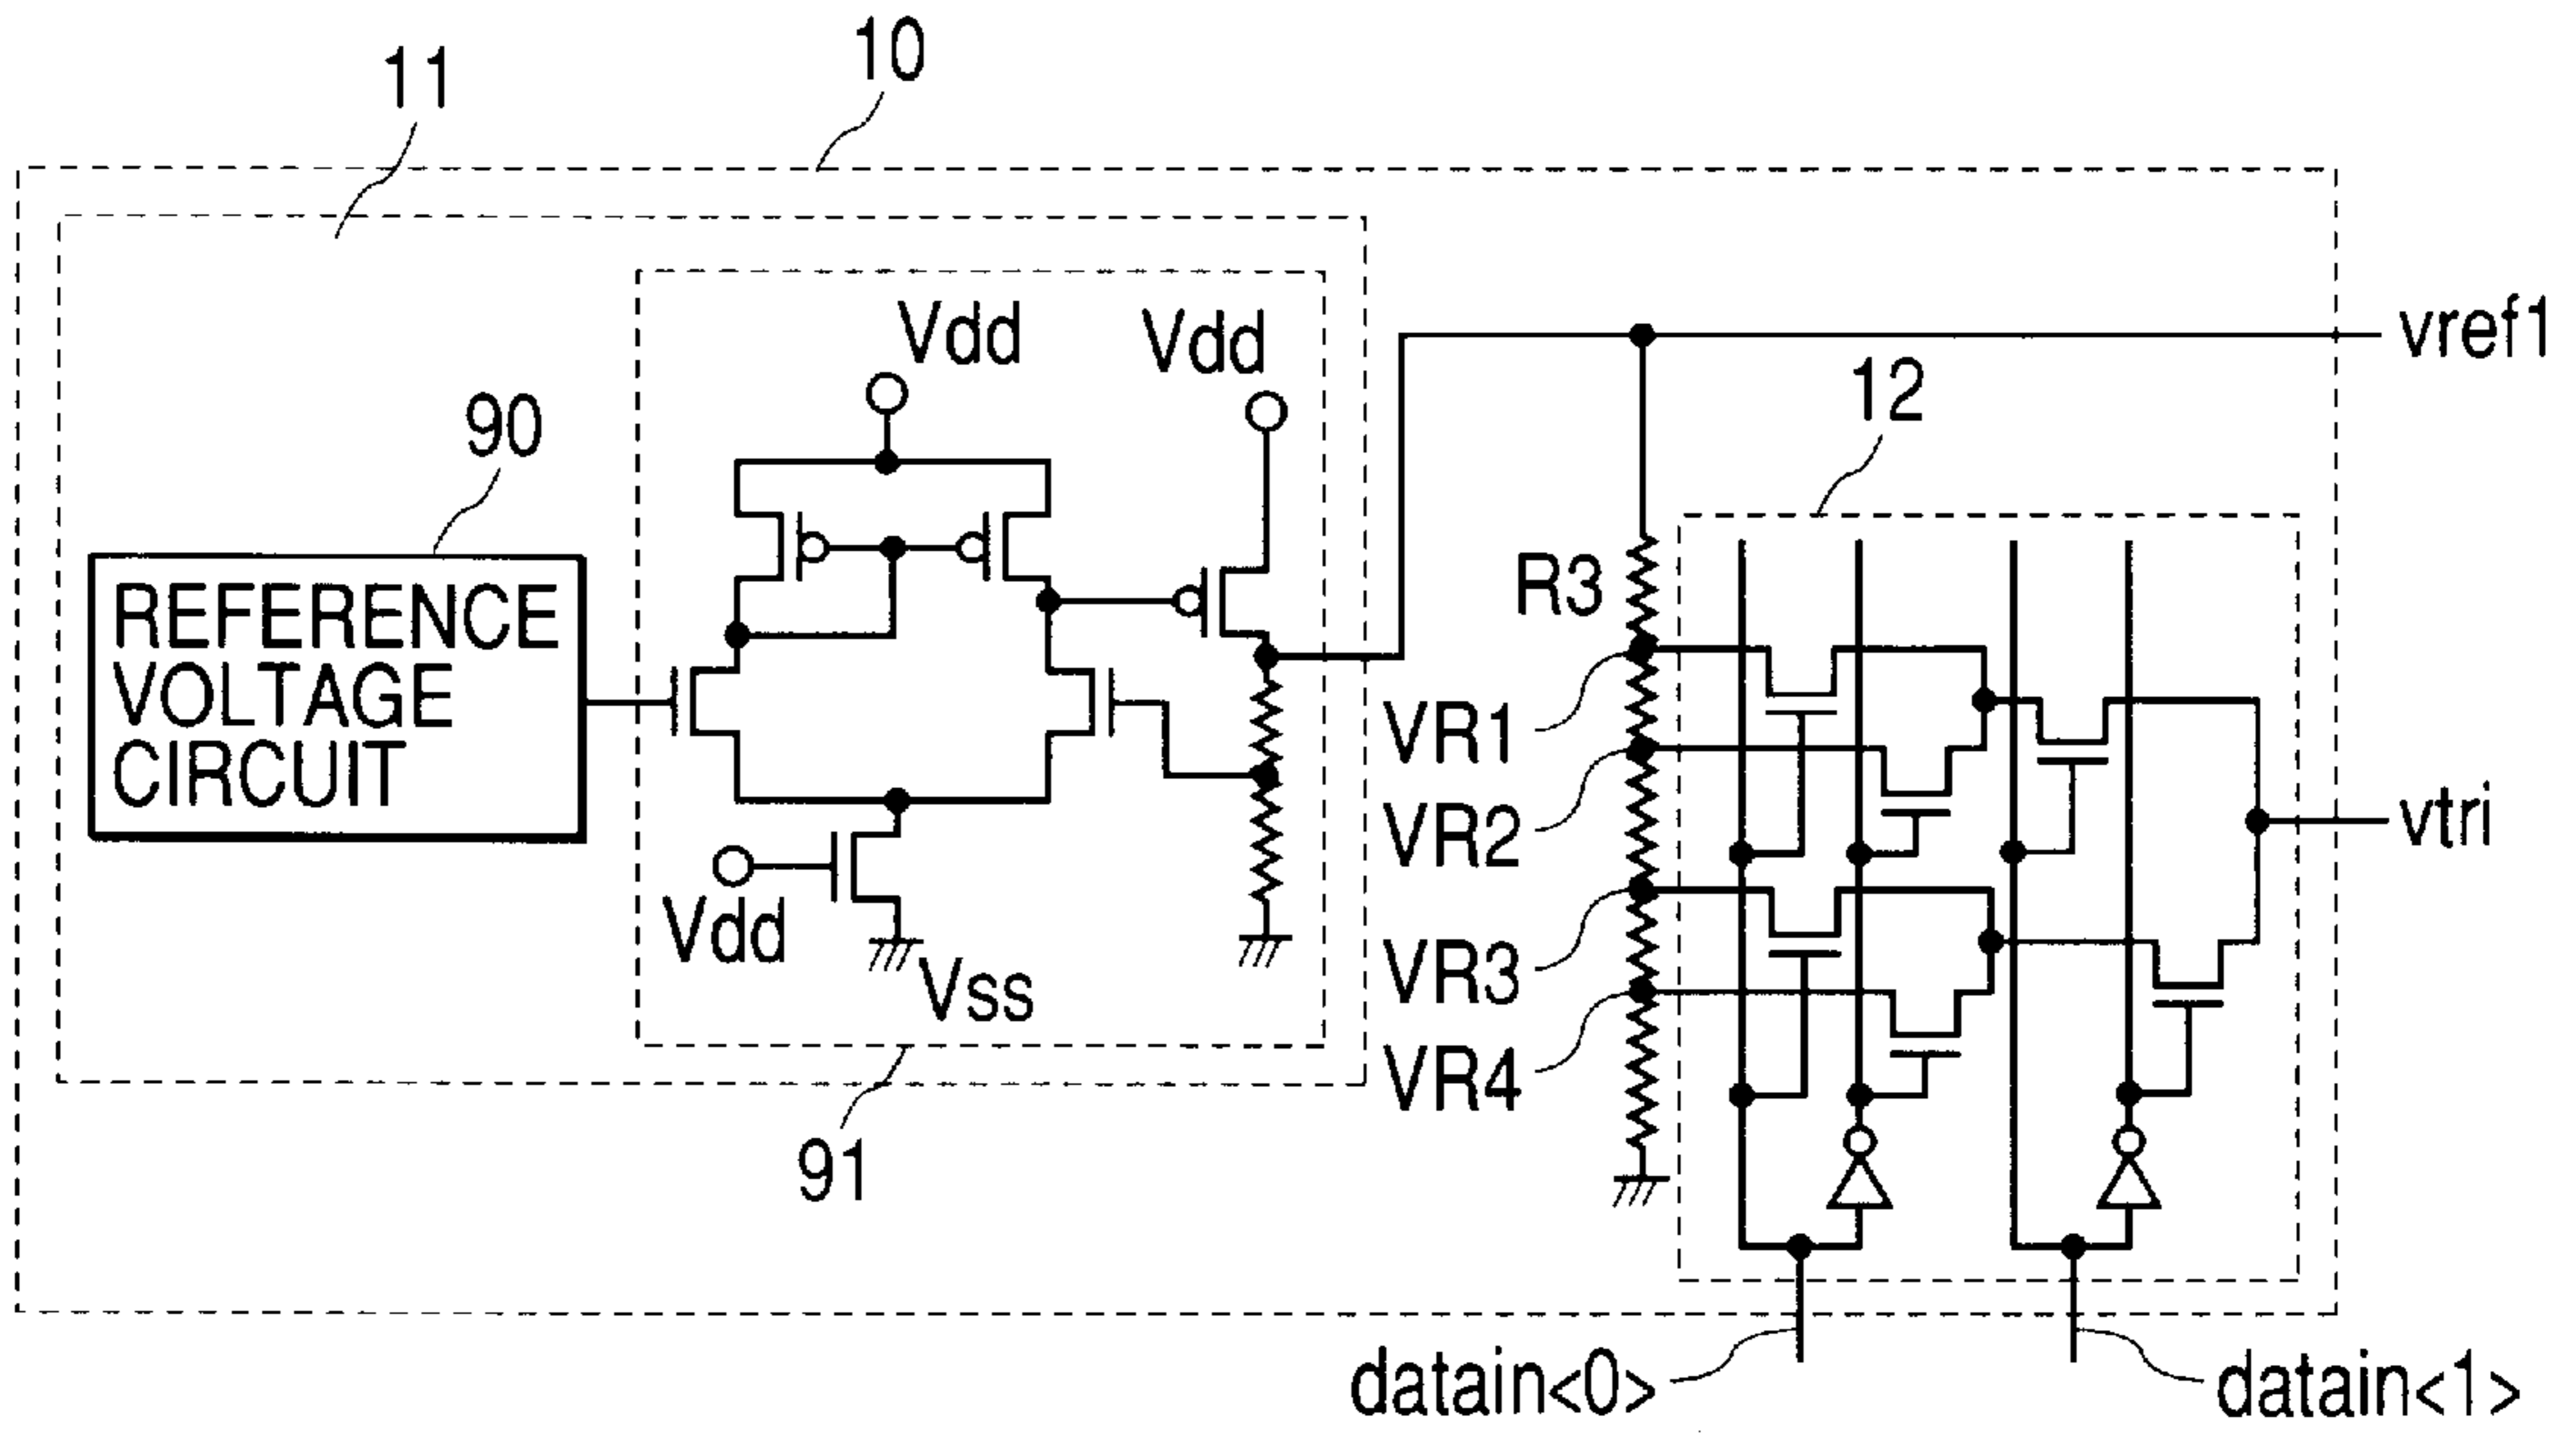 10
11
Vdd
Vdd
vref1
12
90
REFERENCE
VOLTAGE
CIRCUIT
R3
VR1
VR2
vtri
Vdd
VR3
Vss
VR4
91
datain<0>
datain<1>